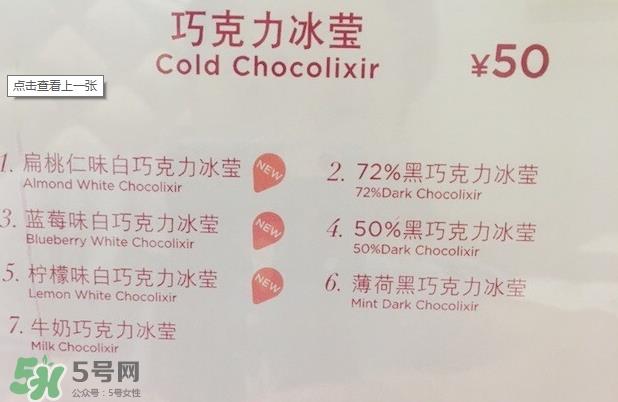 巧克力冰莹
Cold Chocolixir
¥50
点击查看上一张
1. 扁桃仁味白巧克力冰莹 NEW
Almond White Chocolixir
2. 72%黑巧克力冰莹
72%Dark Chocolixir
3. 蓝莓味白巧克力冰莹 NEW
Blueberry White Chocolixir
4. 50%黑巧克力冰莹
50%Dark Chocolixir
5. 柠檬味白巧克力冰莹 NEW
Lemon White Chocolixir
6. 薄荷黑巧克力冰莹
Mint Dark Chocolixir
7. 牛奶巧克力冰莹
Milk Chocolixir
5号网
公众号：5号女性